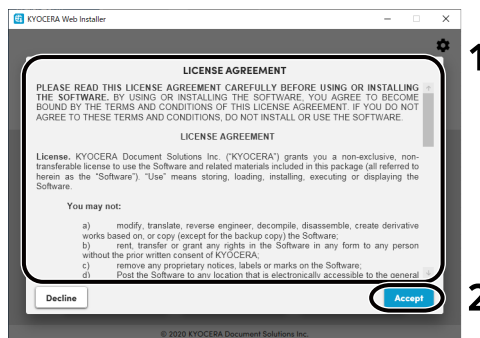 KYOCERA Web Installer
1
LICENSE AGREEMENT
PLEASE READ THIS LICENSE AGREEMENT CAREFULLY BEFORE USING OR INSTALLING
THE SOFTWARE. BY USING OR INSTALLING THE SOFTWARE, YOU AGREE TO BECOME
BOUND BY THE TERMS AND CONDITIONS OF THIS LICENSE AGREEMENT. IF YOU DO NOT
AGREE TO THESE TERMS AND CONDITIONS, DO NOT INSTALL OR USE THE SOFTWARE.
LICENSE AGREEMENT
License. KYOCERA Document Solutions Inc. ("KYOCERA") grants you a non-exclusive, non-
transferable license to use the Software and related materials included in this package (all referred to
herein as the "Software"). "Use" means storing, loading, installing, executing or displaying the
Software.
You may not:
a) modify, translate, reverse engineer, decompile, disassemble, create derivative
works based on, or copy (except for the backup copy) the Software;
b) rent, transfer or grant any rights in the Software in any form to any person
without the prior written consent of KYOCERA;
c) remove any proprietary notices, labels or marks on the Software;
d) Post the Software to any location that is electronically accessible to the general
Decline
Accept
2
© 2020 KYOCERA Document Solutions Inc.